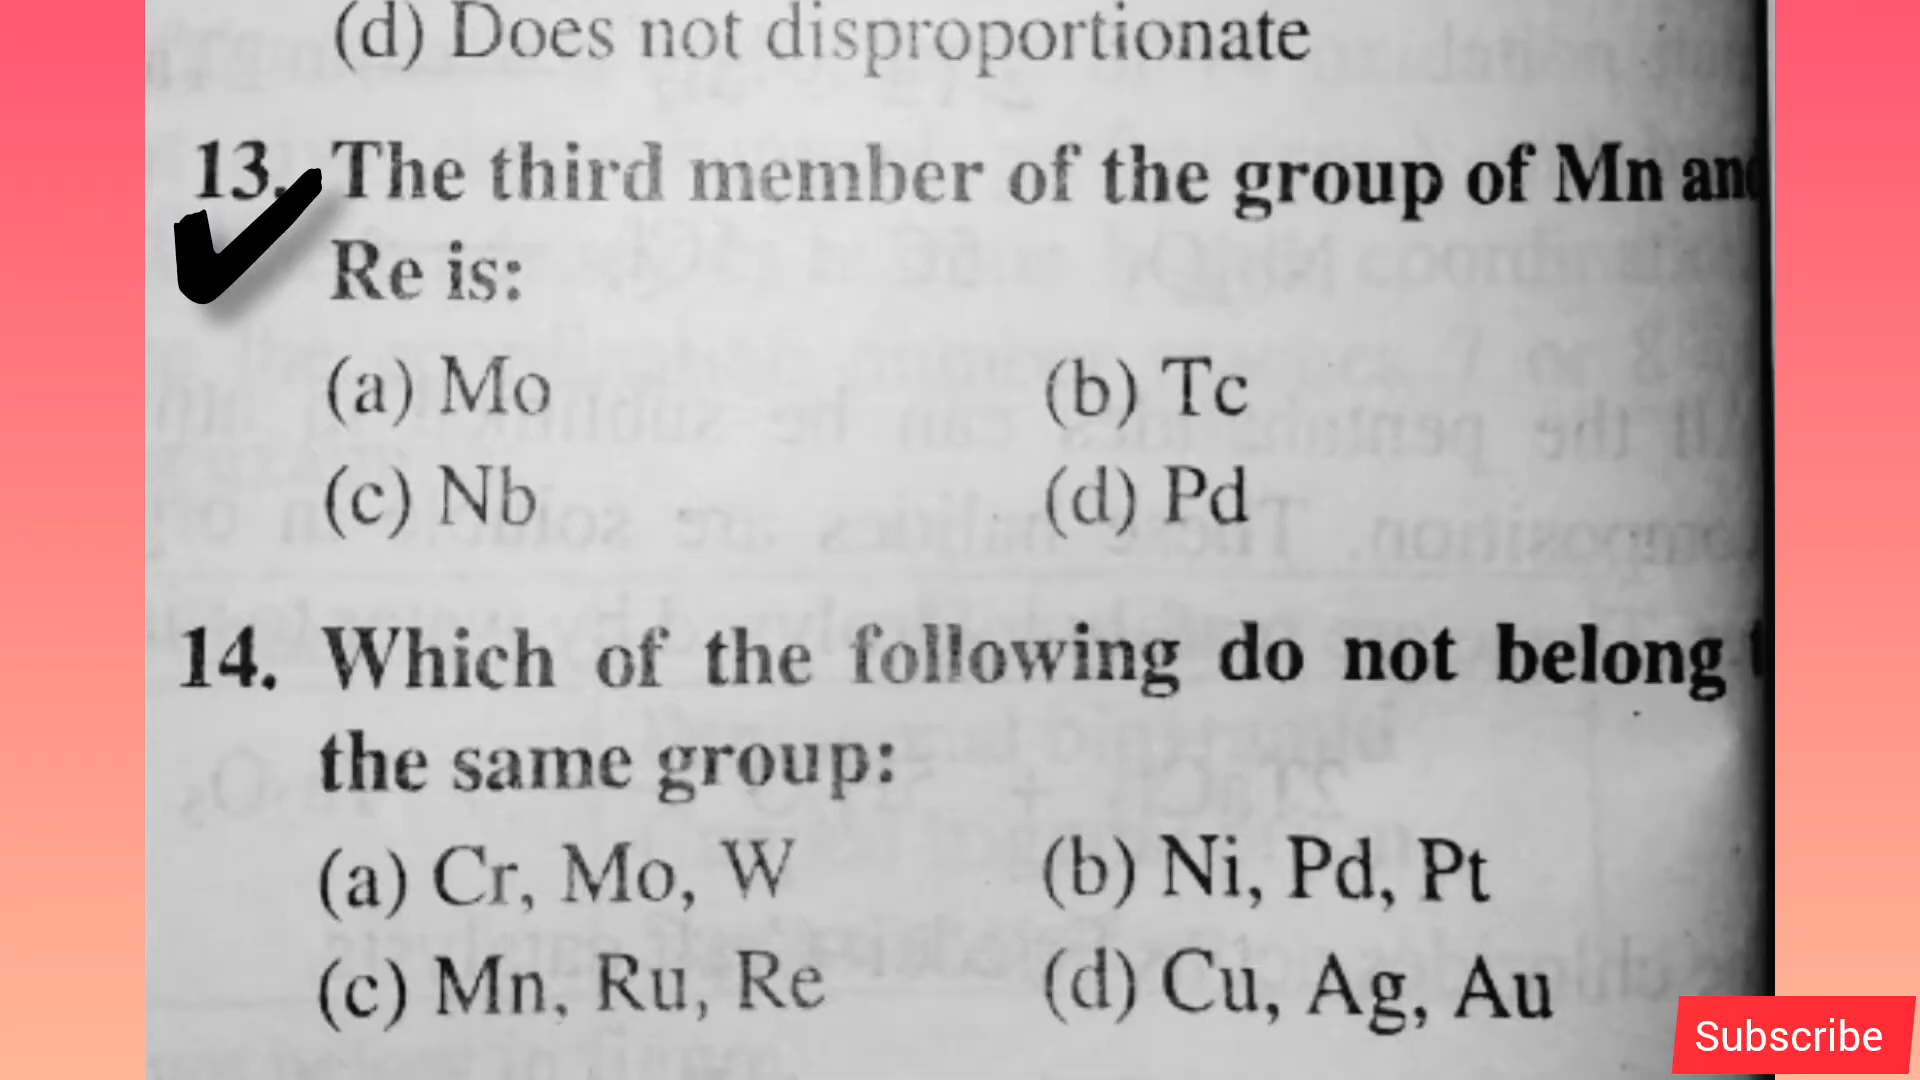 (d) Does not disproportionate
13. The third member of the group of Mn and
Re is:
(a) Mo (b) Tc
(c) Nb (d) Pd
14. Which of the following do not belong
the same group:
(a) Cr, Mo, W (b) Ni, Pd, Pt
(c) Mn, Ru, Re (d) Cu, Ag, Au
Subscribe